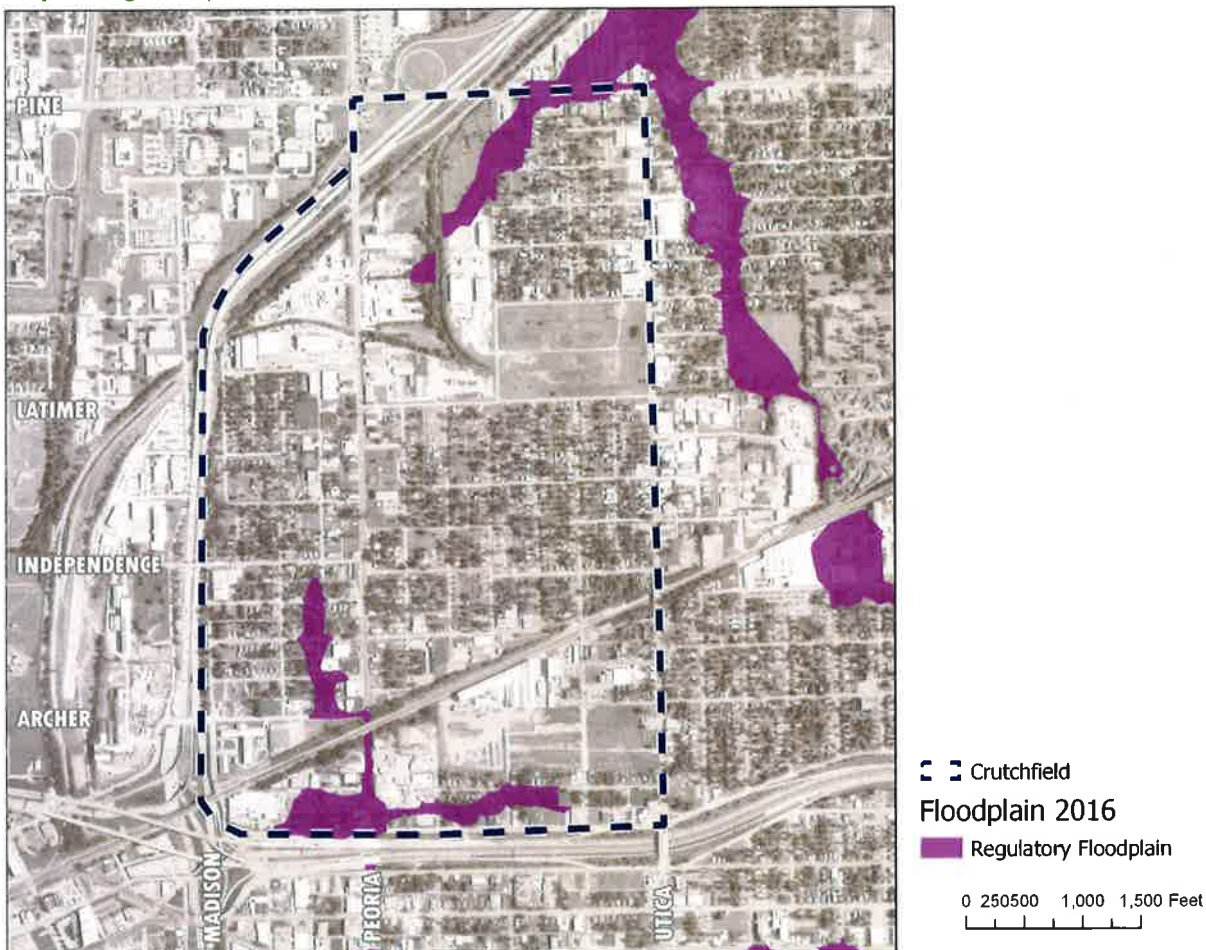 PINE
LATIMER
INDEPENDENCE
ARCHER
MADISON
PEORIA
UTICA
Crutchfield
Floodplain 2016
Regulatory Floodplain
0 250500 1,000 1,500 Feet